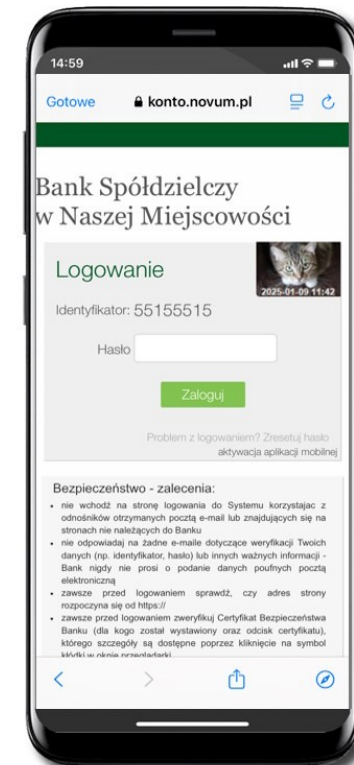 14:59
Gotowe konto.novum.pl
Bank Spółdzielczy
w Naszej Miejscowości
Logowanie
2025-01-09 11:42
Identyfikator: 55155515
Hasło
Zaloguj
Problem z logowaniem? Zresetuj hasło
aktywacja aplikacji mobilnej
Bezpieczeństwo - zalecenia:
• nie wchodź na stronę logowania do Systemu korzystając z
odnośników otrzymanych pocztą e-mail lub znajdujących się na
stronach nie należących do Banku
• nie odpowiadaj na żadne e-maile dotyczące weryfikacji Twoich
danych (np. identyfikator, hasło) lub innych ważnych informacji -
Bank nigdy nie prosi o podanie danych poufnych pocztą
elektroniczną
• zawsze przed logowaniem sprawdź, czy adres strony
rozpoczyna się od https://
• zawsze przed logowaniem zweryfikuj Certyfikat Bezpieczeństwa
Banku (dla kogo został wystawiony oraz odcisk certyfikatu),
którego szczegóły są dostępne poprzez kliknięcie na symbol
kłódki w oknie przeglądarki